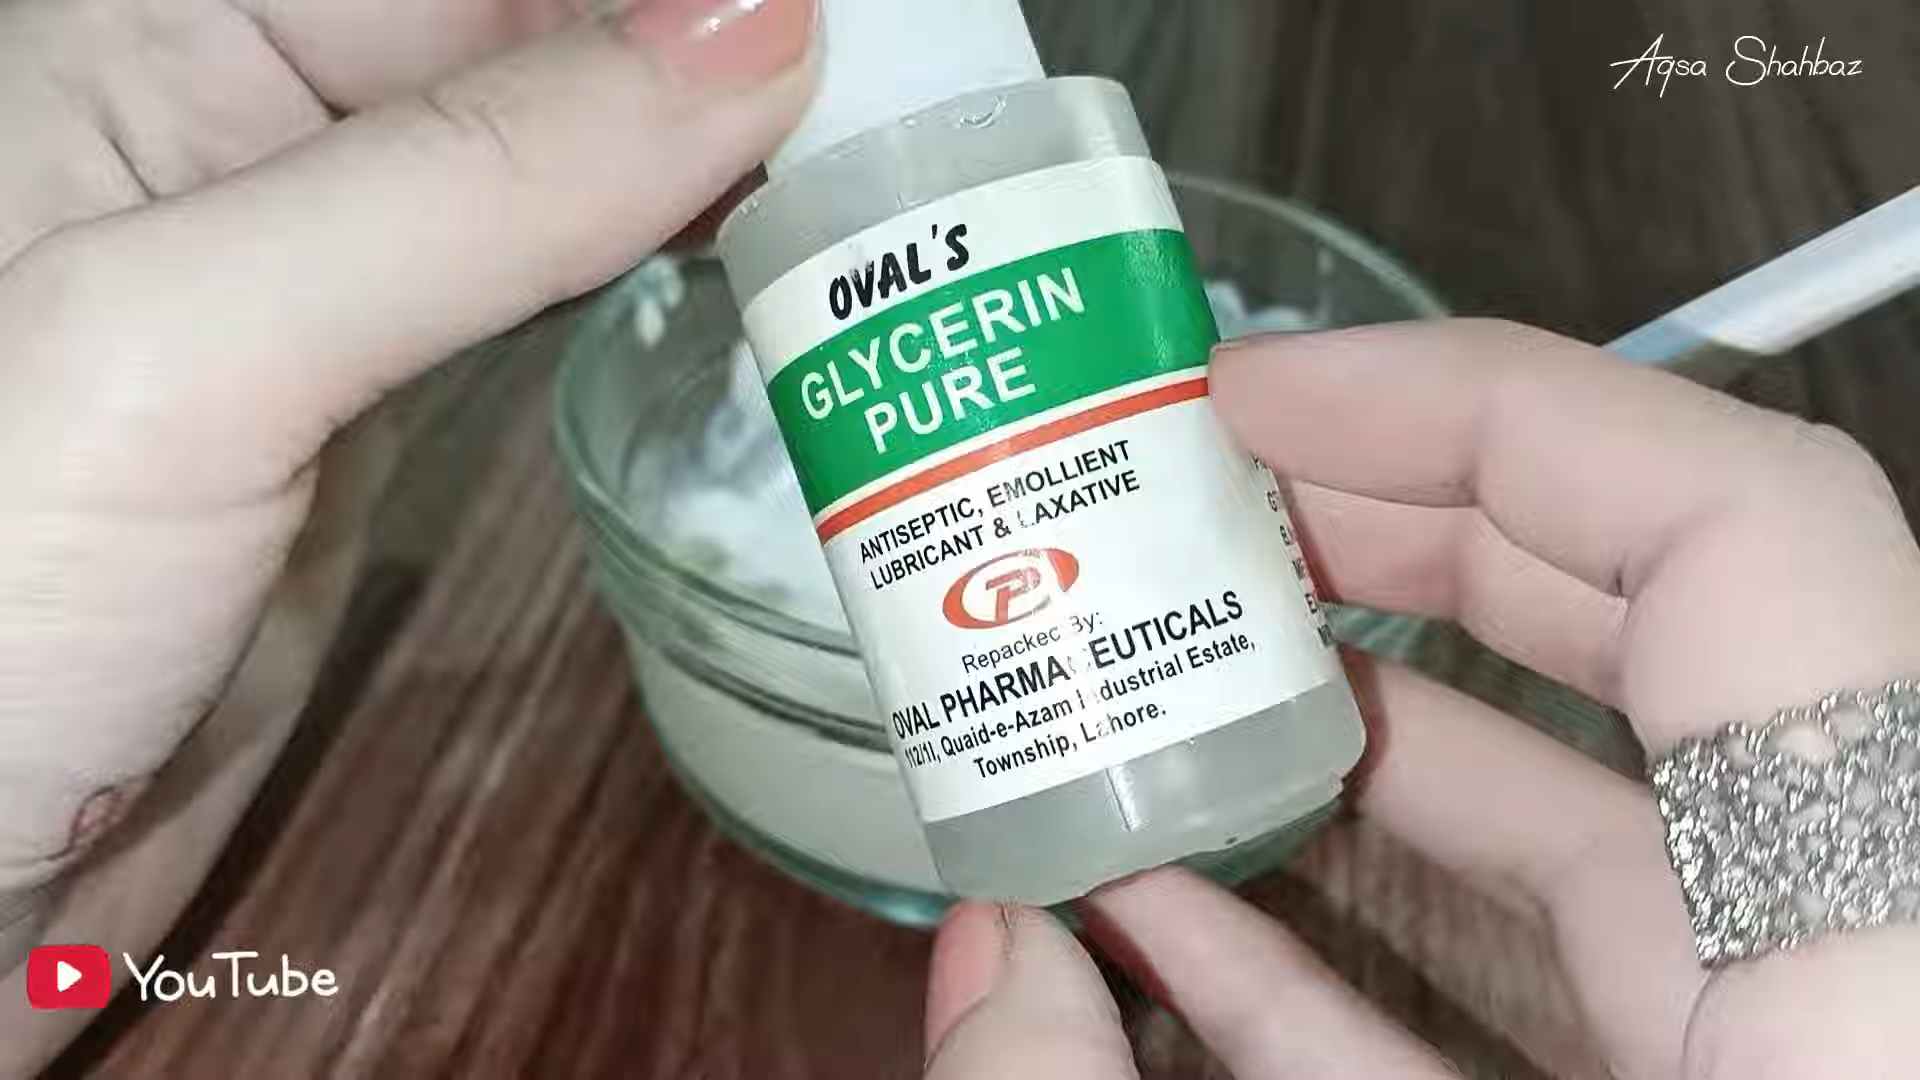 Aqsa Shahbaz
OVAL'S
GLYCERIN
PURE
ANTISEPTIC, EMOLLIENT
LUBRICANT & LAXATIVE
Repacked By:
OVAL PHARMACEUTICALS
112/1I, Quaid-e-Azam Industrial Estate,
Township, Lahore.
YouTube